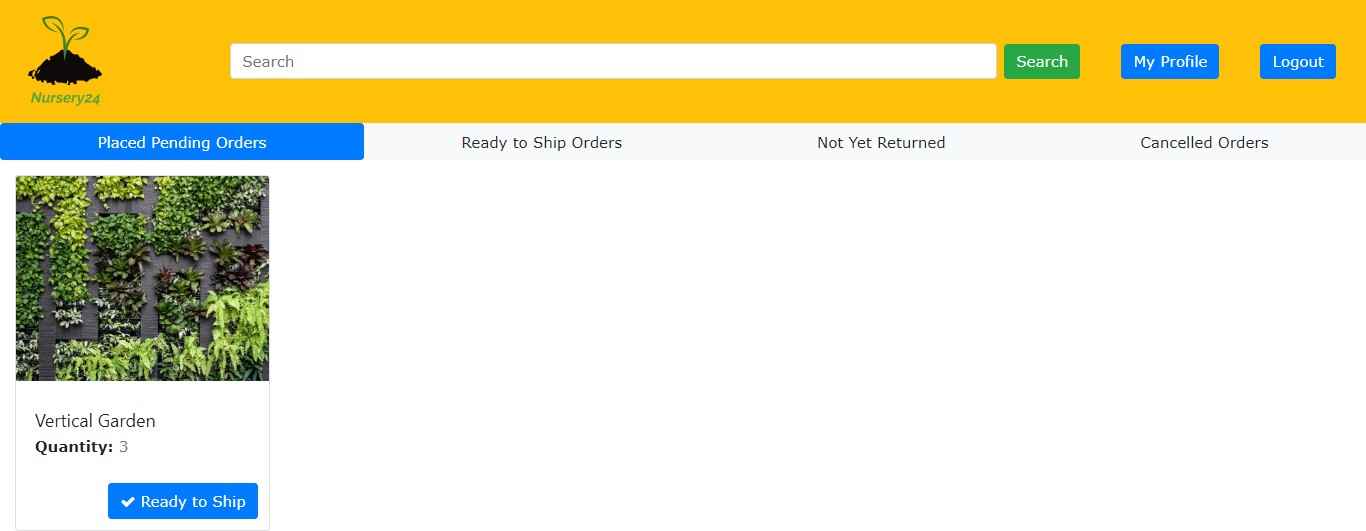 Nursery24
Search
Search
My Profile
Logout
Placed Pending Orders
Ready to Ship Orders
Not Yet Returned
Cancelled Orders
Vertical Garden
Quantity: 3
✔ Ready to Ship